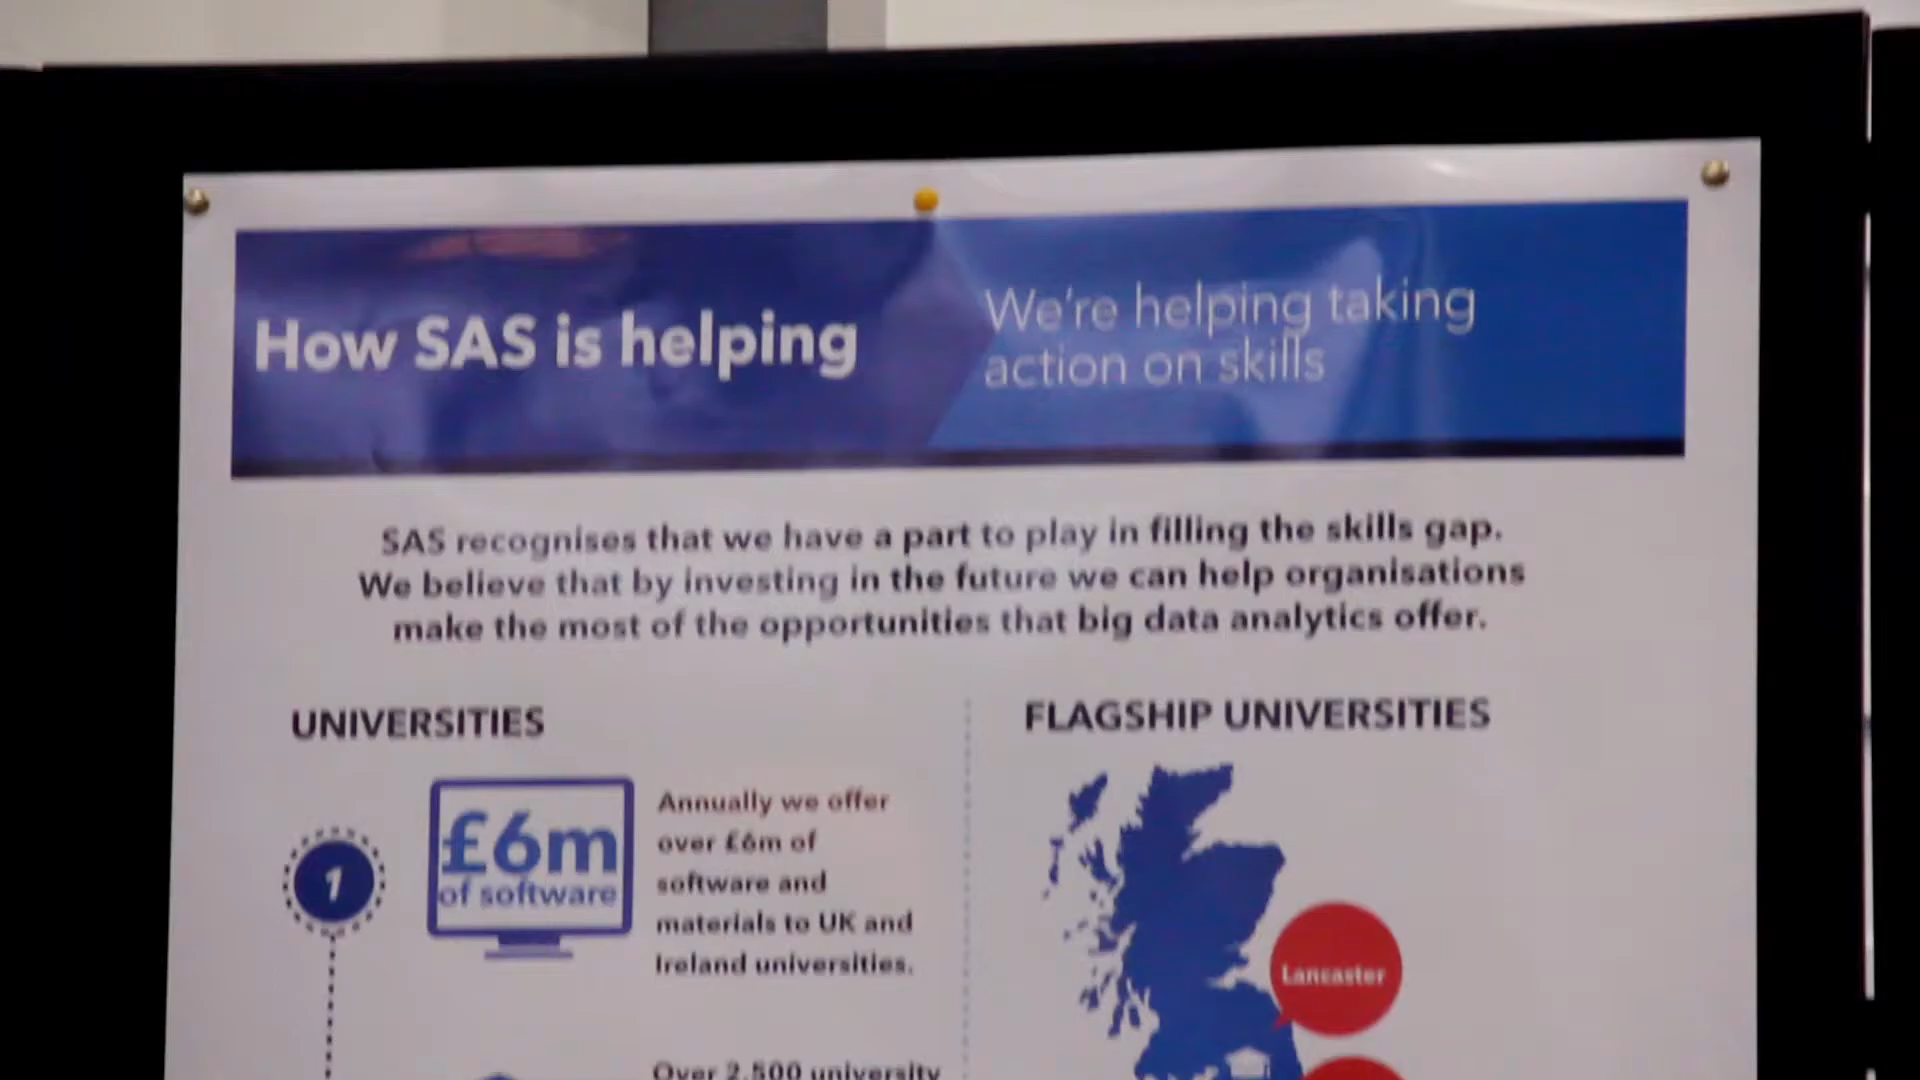 How SAS is helping
We're helping taking
action on skills
SAS recognises that we have a part to play in filling the skills gap.
We believe that by investing in the future we can help organisations
make the most of the opportunities that big data analytics offer.
UNIVERSITIES
1
£6m
of software
Annually we offer
over £6m of
software and
materials to UK and
Ireland universities.
Over 2,500 university
FLAGSHIP UNIVERSITIES
Lancaster